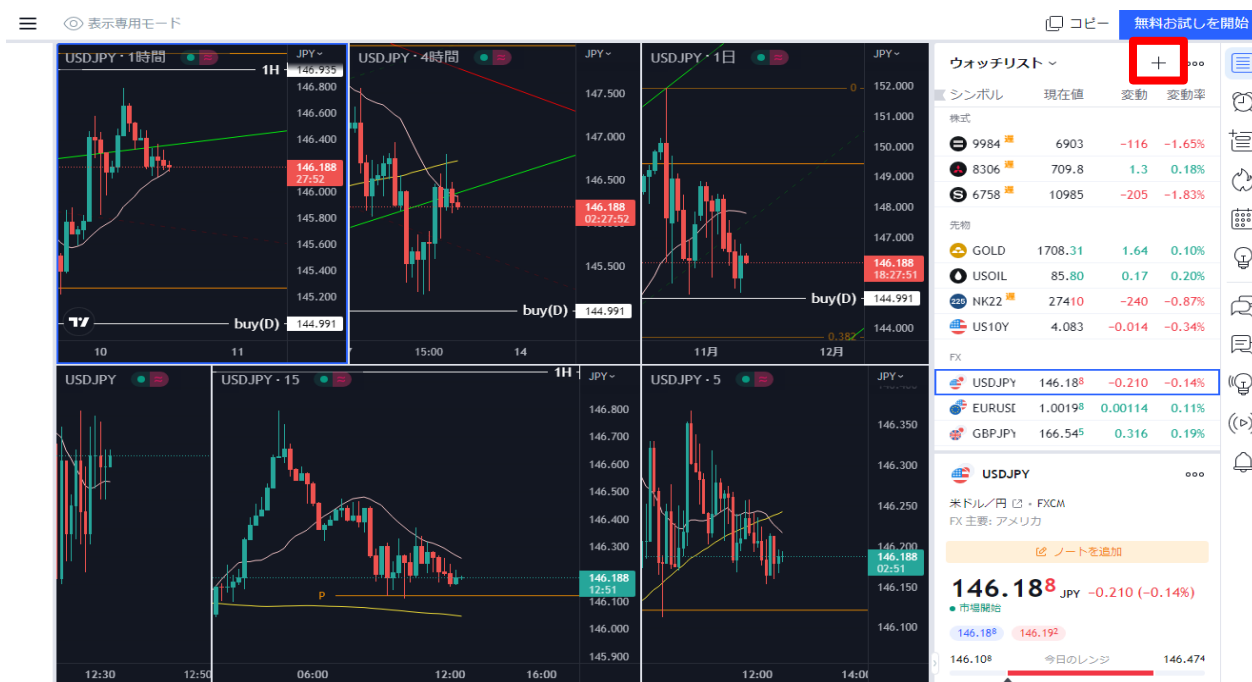 表示専用モード
コピー
無料お試しを開始
USDJPY・1時間
JPY
1H
146.935
146.800
146.600
146.400
146.188
27:52
146.000
145.800
145.600
145.400
145.200
buy(D)
144.991
10
11
USDJPY・4時間
JPY
147.500
147.000
146.500
146.188
02:27:52
145.500
buy(D)
144.991
15:00
14
USDJPY・1日
JPY
0
152.000
151.000
150.000
149.000
148.000
147.000
146.188
18:27:51
buy(D)
144.991
144.000
0.382
11月
12月
USDJPY
12:30
12:50
USDJPY・15
1H
JPY
146.800
146.700
146.600
146.500
146.400
146.300
146.188
12:51
146.100
146.000
145.900
P
06:00
12:00
16:00
USDJPY・5
JPY
146.350
146.300
146.250
146.200
146.188
02:51
146.150
146.100
12:00
14:00
ウォッチリスト
シンボル 現在値 変動 変動率
株式
9984 遅 6903 −116 −1.65%
8306 遅 709.8 1.3 0.18%
6758 遅 10985 −205 −1.83%
先物
GOLD 1708.31 1.64 0.10%
USOIL 85.80 0.17 0.20%
225 NK22 遅 27410 −240 −0.87%
US10Y 4.083 −0.014 −0.34%
FX
USDJPY 146.188 −0.210 −0.14%
EURUSD 1.00198 0.00114 0.11%
GBPJPY 166.545 0.316 0.19%
USDJPY
米ドル／円 • FXCM
FX 主要: アメリカ
ノートを追加
146.188 JPY −0.210 (−0.14%)
市場開始
146.188 146.192
146.108 今日のレンジ 146.474